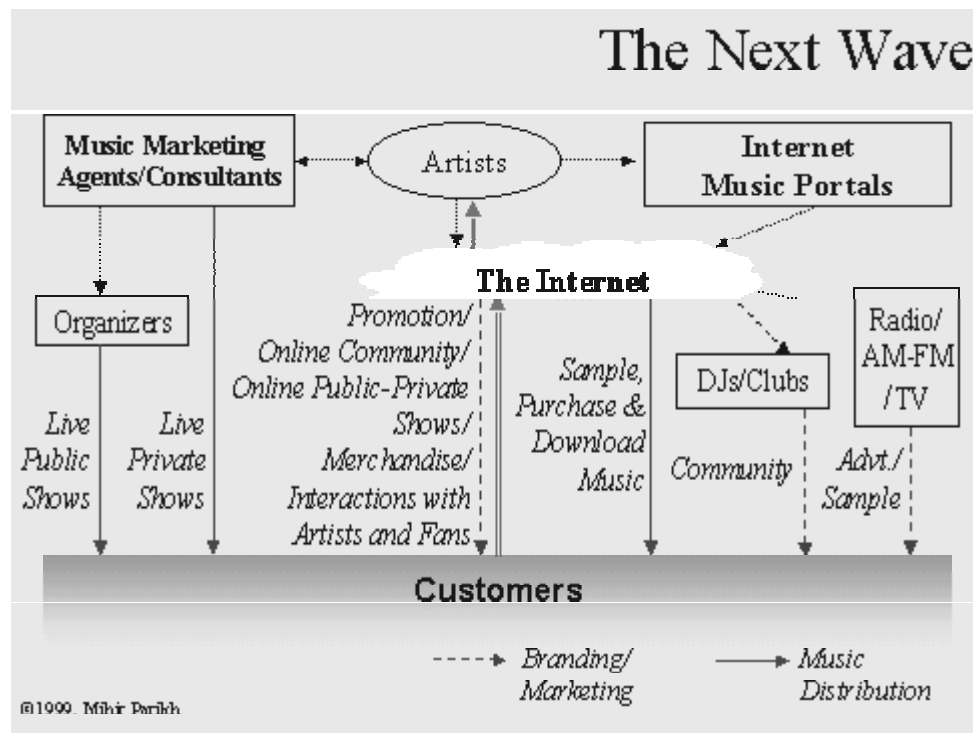 The Next Wave
Music Marketing
Agents/Consultants
Artists
Internet
Music Portals
The Internet
Organizers
Promotion/
Online Community/
Online Public-Private
Shows/
Merchandise/
Interactions with
Artists and Fans
Sample,
Purchase &
Download
Music
DJs/Clubs
Radio/
AM-FM
/TV
Live
Public
Shows
Live
Private
Shows
Community
Advt./
Sample
Customers
Branding/
Marketing
Music
Distribution
©1999, Mihir Parikh